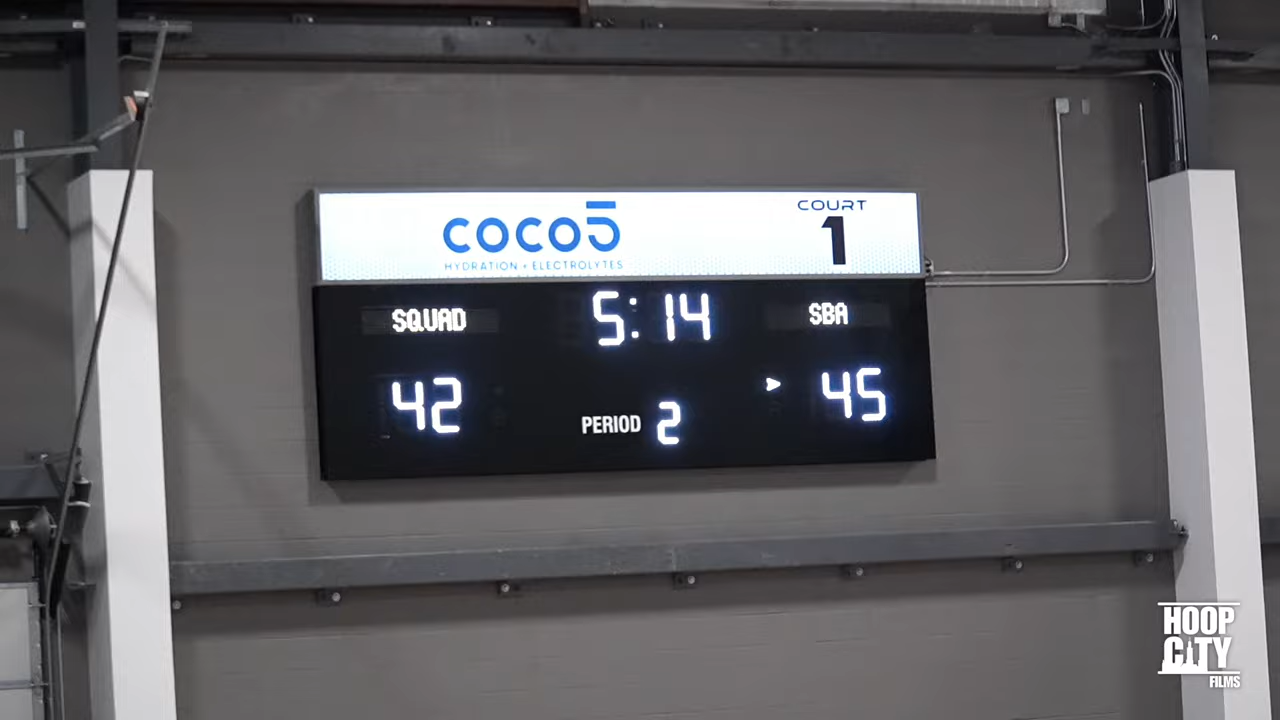 COCO5
HYDRATION + ELECTROLYTES
COURT
1
SQUAD
5:14
SBA
42
PERIOD 2
45
HOOP
CITY
FILMS